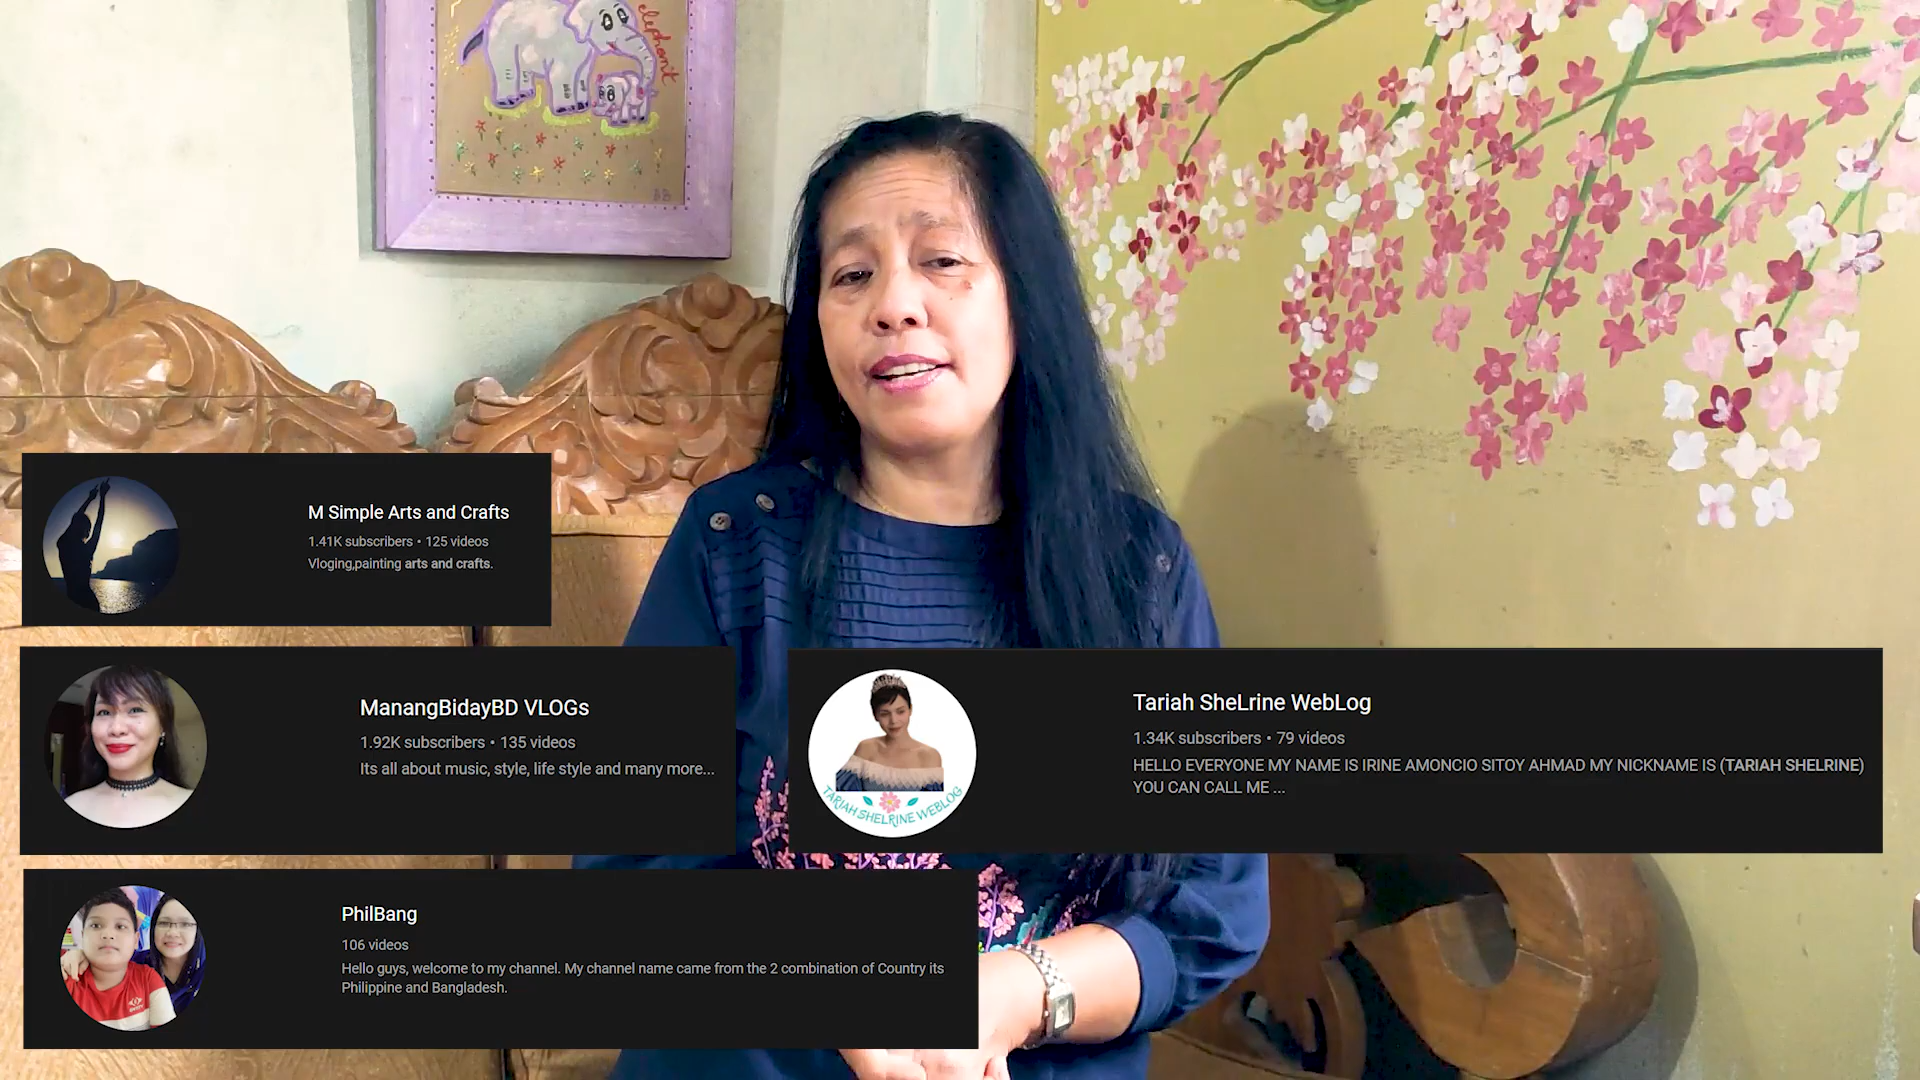 elephant
M Simple Arts and Crafts
1.41K subscribers • 125 videos
Vloging,painting arts and crafts.
ManangBidayBD VLOGs
1.92K subscribers • 135 videos
Its all about music, style, life style and many more...
TARIAH SHELRINE WEBLOG
Tariah SheLrine WebLog
1.34K subscribers • 79 videos
HELLO EVERYONE MY NAME IS IRINE AMONCIO SITOY AHMAD MY NICKNAME IS (TARIAH SHELRINE)
YOU CAN CALL ME ...
PhilBang
106 videos
Hello guys, welcome to my channel. My channel name came from the 2 combination of Country its
Philippine and Bangladesh.